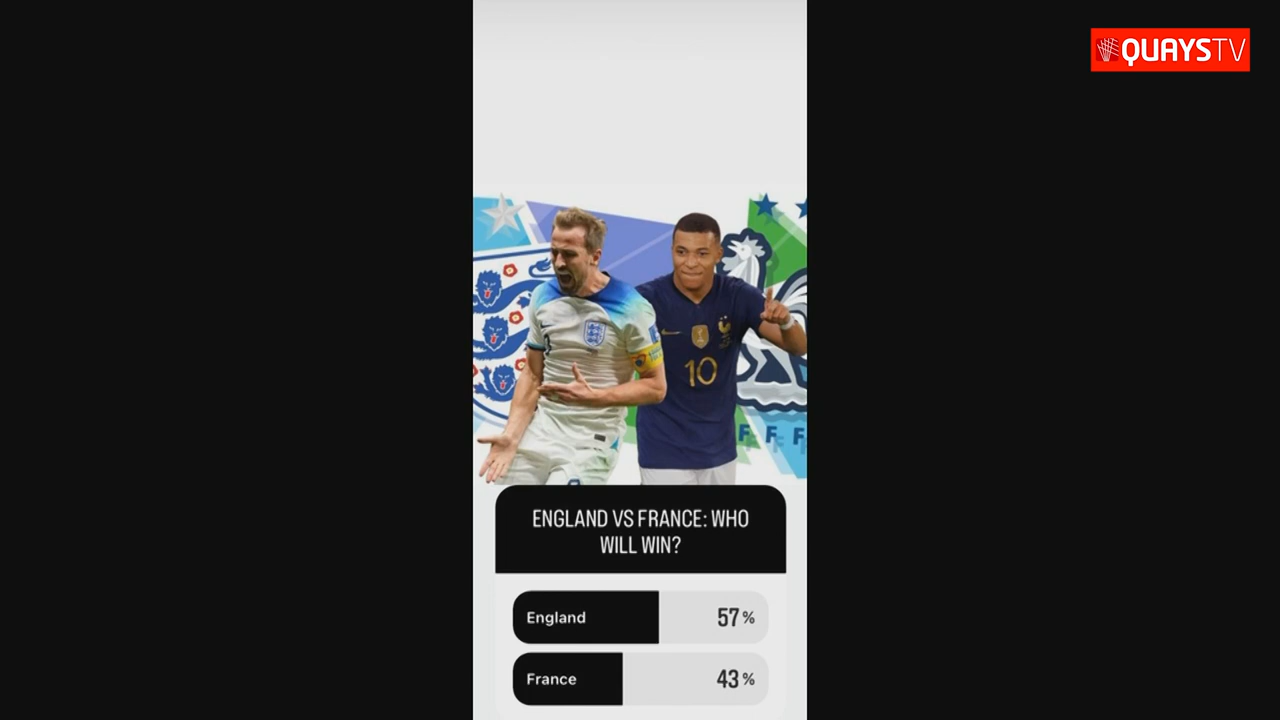 QUAYSTV
10
F F F
ENGLAND VS FRANCE: WHO
WILL WIN?
England 57%
France 43%